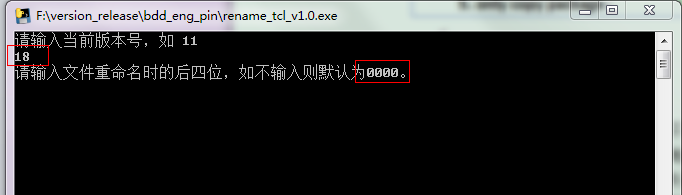 F:\version_release\bdd_eng_pin\rename_tcl_v1.0.exe
请输入当前版本号，如 11
18
请输入文件重命名时的后四位，如不输入则默认为0000。